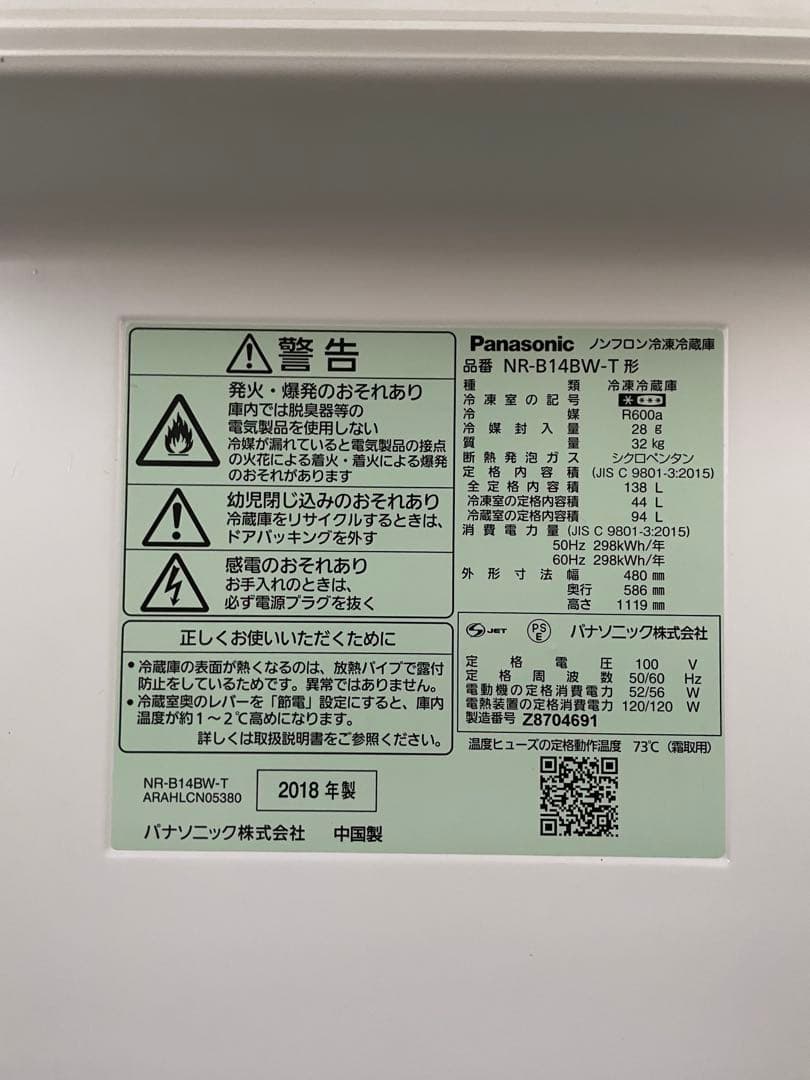 警告
発火・爆発のおそれあり
庫内では脱臭器等の
電気製品を使用しない
冷媒が漏れていると電気製品の接点
の火花による着火・着火による爆発
のおそれがあります
幼児閉じ込みのおそれあり
冷蔵庫をリサイクルするときは、
ドアパッキングを外す
感電のおそれあり
お手入れのときは、
必ず電源プラグを抜く
正しくお使いいただくために
•冷蔵庫の表面が熱くなるのは、放熱パイプで露付
防止をしているためです。異常ではありません。
•冷蔵室奥のレバーを「節電」設定にすると、庫内
温度が約1~2℃高めになります。
詳しくは取扱説明書をご参照ください。
NR-B14BW-T
ARAHLCN05380
2018 年製
パナソニック株式会社 中国製
Panasonic ノンフロン冷凍冷蔵庫
品番 NR-B14BW-T 形
種類 冷凍冷蔵庫
冷凍室の記号
冷媒 R600a
冷媒封入量 28 g
質量 32 kg
断熱発泡ガス シクロペンタン
定格内容積 (JIS C 9801-3:2015)
全定格内容積 138 L
冷凍室の定格内容積 44 L
冷蔵室の定格内容積 94 L
消費電力量 (JIS C 9801-3:2015)
50Hz 298kWh/年
60Hz 298kWh/年
外形寸法 幅 480 mm
奥行 586 mm
高さ 1119 mm
JET PS E パナソニック株式会社
定格電圧 100 V
定格周波数 50/60 Hz
電動機の定格消費電力 52/56 W
電熱装置の定格消費電力 120/120 W
製造番号 Z8704691
温度ヒューズの定格動作温度 73℃ (霜取用)